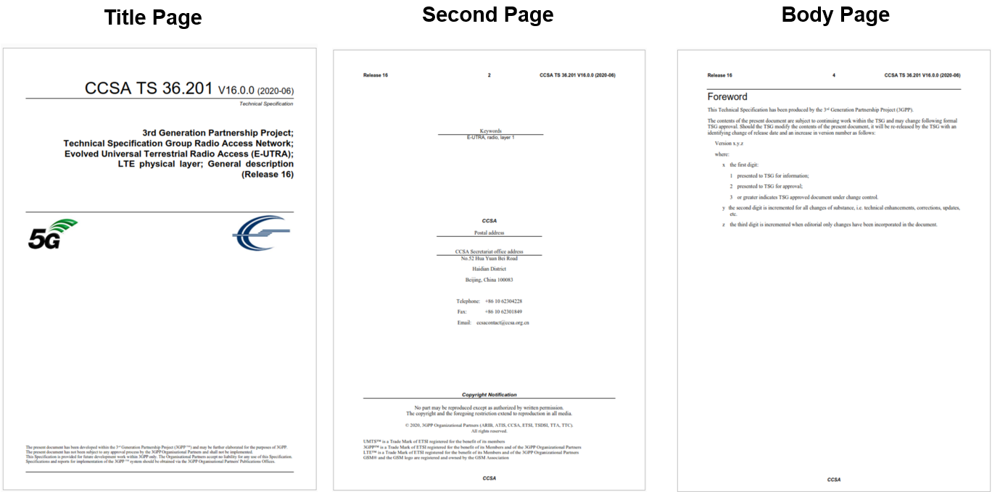 Title Page
CCSA TS 36.201 V16.0.0 (2020-06)
Technical Specification
3rd Generation Partnership Project;
Technical Specification Group Radio Access Network;
Evolved Universal Terrestrial Radio Access (E-UTRA);
LTE physical layer; General description
(Release 16)
5G
The present document has been developed within the 3rd Generation Partnership Project (3GPP ™) and may be further elaborated for the purposes of 3GPP.
The present document has not been subject to any approval process by the 3GPP Organisational Partners and shall not be implemented.
This Specification is provided for future development work within 3GPP only. The Organisational Partners accept no liability for any use of this Specification.
Specifications and reports for implementation of the 3GPP ™ system should be obtained via the 3GPP Organisational Partners' Publications Offices.
Second Page
Release 16 2 CCSA TS 36.201 V16.0.0 (2020-06)
Keywords
E-UTRA, radio, layer 1
CCSA
Postal address
CCSA Secretariat office address
No.52 Hua Yuan Bei Road
Haidian District
Beijing, China 100083
Telephone: +86 10 62304228
Fax: +86 10 62301849
Email: ccsacontact@ccsa.org.cn
Copyright Notification
No part may be reproduced except as authorized by written permission.
The copyright and the foregoing restriction extend to reproduction in all media.
© 2020, 3GPP Organizational Partners (ARIB, ATIS, CCSA, ETSI, TSDSI, TTA, TTC).
All rights reserved.
UMTS™ is a Trade Mark of ETSI registered for the benefit of its members
3GPP™ is a Trade Mark of ETSI registered for the benefit of its Members and of the 3GPP Organizational Partners
LTE™ is a Trade Mark of ETSI registered for the benefit of its Members and of the 3GPP Organizational Partners
GSM® and the GSM logo are registered and owned by the GSM Association
CCSA
Body Page
Release 16 4 CCSA TS 36.201 V16.0.0 (2020-06)
Foreword
This Technical Specification has been produced by the 3rd Generation Partnership Project (3GPP).
The contents of the present document are subject to continuing work within the TSG and may change following formal
TSG approval. Should the TSG modify the contents of the present document, it will be re-released by the TSG with an
identifying change of release date and an increase in version number as follows:
Version x.y.z
where:
x the first digit:
1 presented to TSG for information;
2 presented to TSG for approval;
3 or greater indicates TSG approved document under change control.
y the second digit is incremented for all changes of substance, i.e. technical enhancements, corrections, updates,
etc.
z the third digit is incremented when editorial only changes have been incorporated in the document.
CCSA